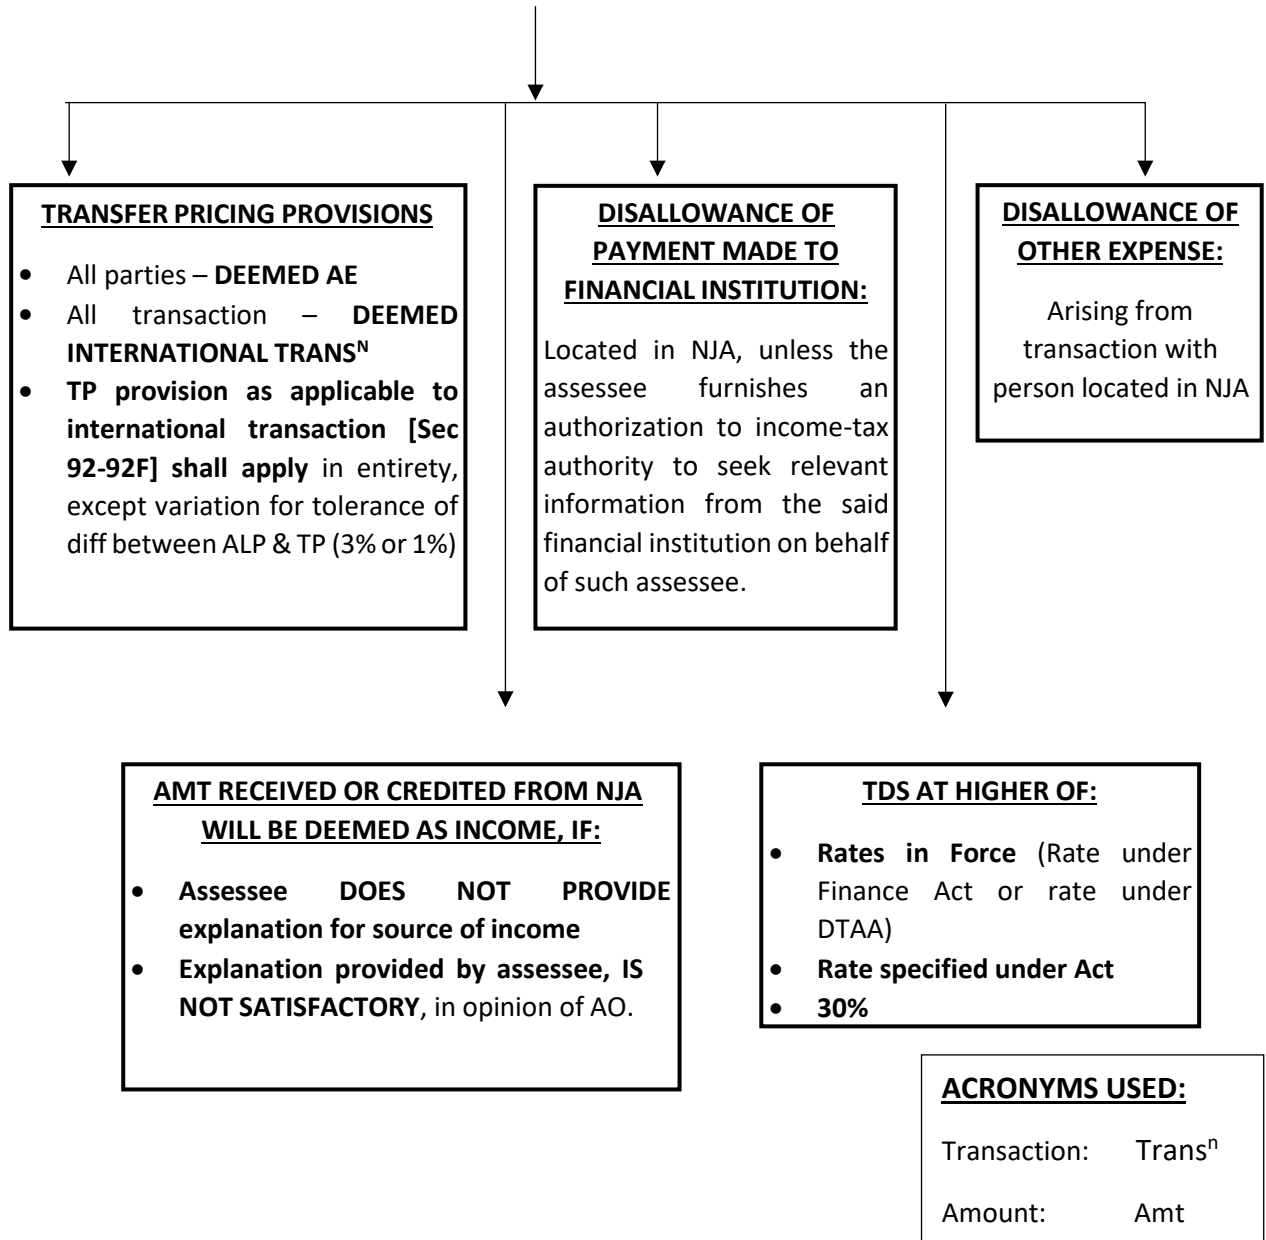 TRANSFER PRICING PROVISIONS
• All parties – DEEMED AE
• All transaction – DEEMED
INTERNATIONAL TRANSᴺ
• TP provision as applicable to
international transaction [Sec
92-92F] shall apply in entirety,
except variation for tolerance of
diff between ALP & TP (3% or 1%)
DISALLOWANCE OF
PAYMENT MADE TO
FINANCIAL INSTITUTION:
Located in NJA, unless the
assessee furnishes an
authorization to income-tax
authority to seek relevant
information from the said
financial institution on behalf
of such assessee.
DISALLOWANCE OF
OTHER EXPENSE:
Arising from
transaction with
person located in NJA
AMT RECEIVED OR CREDITED FROM NJA
WILL BE DEEMED AS INCOME, IF:
• Assessee DOES NOT PROVIDE
explanation for source of income
• Explanation provided by assessee, IS
NOT SATISFACTORY, in opinion of AO.
TDS AT HIGHER OF:
• Rates in Force (Rate under
Finance Act or rate under
DTAA)
• Rate specified under Act
• 30%
ACRONYMS USED:
Transaction: Transⁿ
Amount: Amt